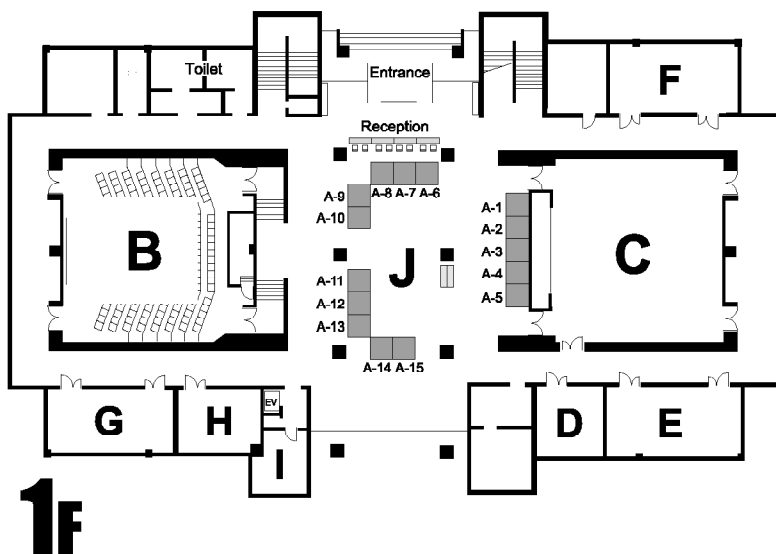 Toilet
Entrance
F
Reception
A-8 A-7 A-6
A-9
A-10
A-1
A-2
A-3
A-4
A-5
B
J
C
A-11
A-12
A-13
A-14 A-15
EV
G
H
I
D
E
1F